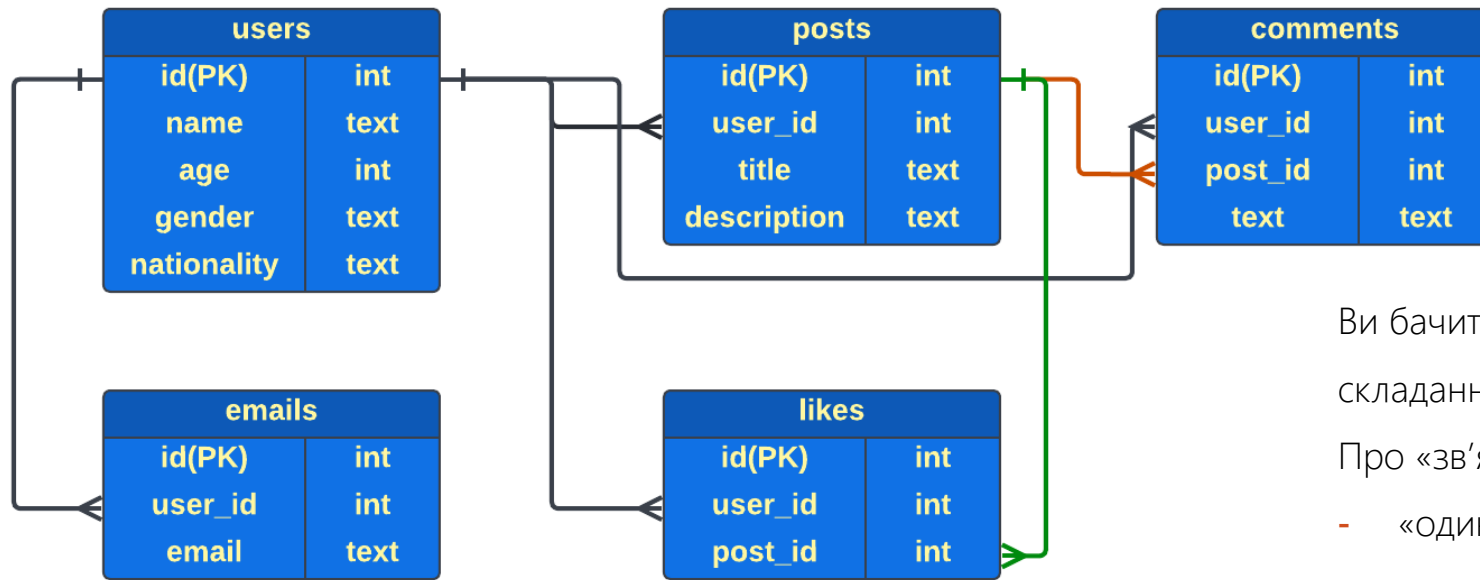 users
id(PK) int
name text
age int
gender text
nationality text
posts
id(PK) int
user_id int
title text
description text
comments
id(PK) int
user_id int
post_id int
text text
emails
id(PK) int
user_id int
email text
likes
id(PK) int
user_id int
post_id int
Ви бачит
складанн
Про «зв’я
- «один